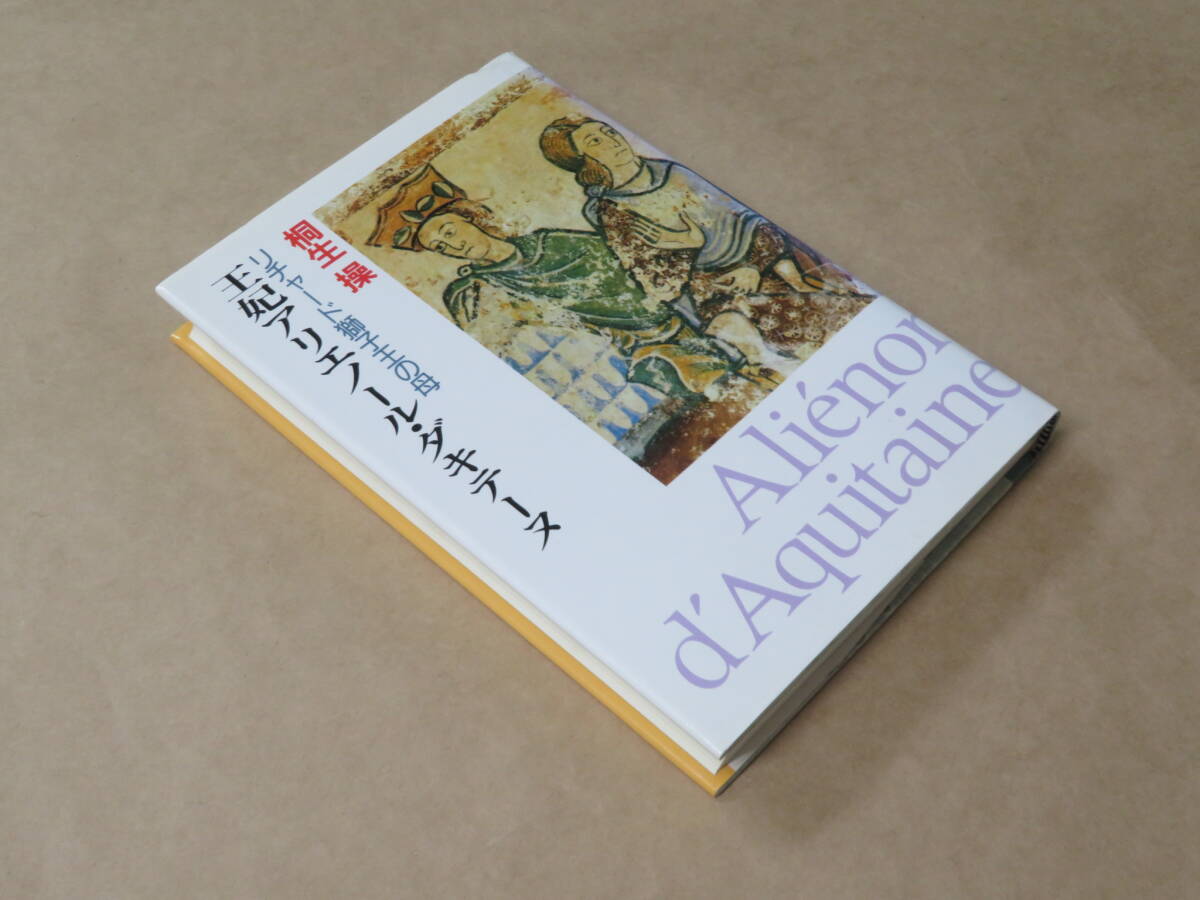 桐生操
リチャード獅子王の母
王妃アリエノール・ダキテーヌ
Aliénor
d'Aquitaine